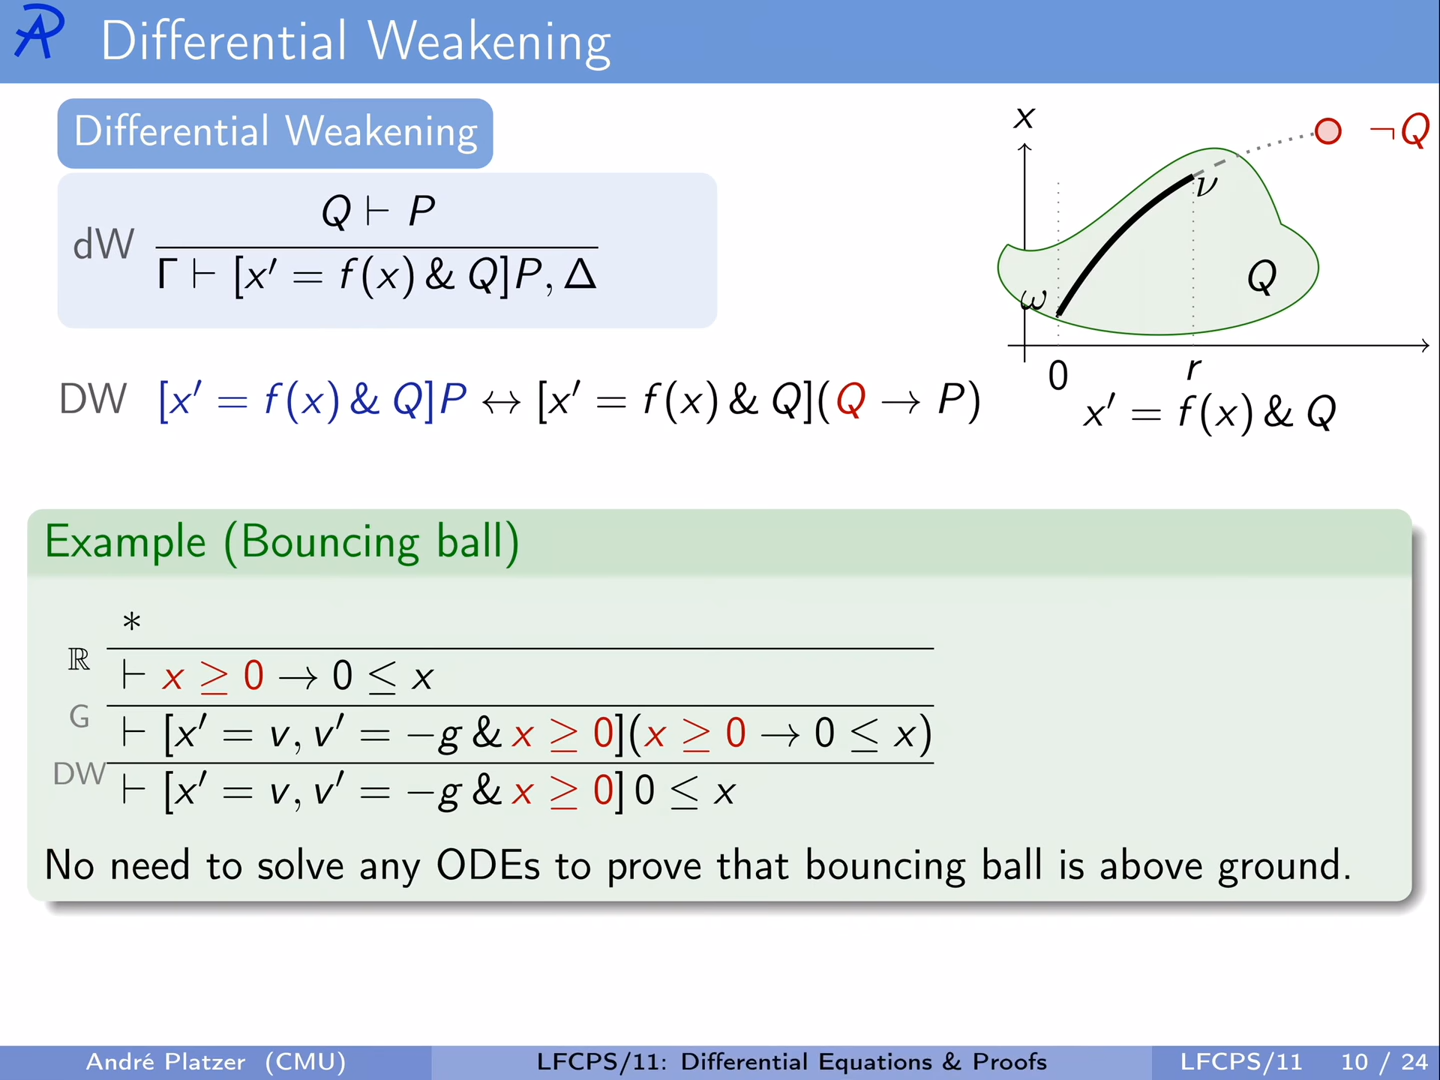 Differential Weakening
Differential Weakening
Q ⊢ P
dW
Γ ⊢ [x′ = f(x) & Q]P, Δ
DW [x′ = f(x) & Q]P ↔ [x′ = f(x) & Q](Q → P)
x
¬Q
ν
Q
ω
0
r
x′ = f(x) & Q
Example (Bouncing ball)
*
ℝ
⊢ x ≥ 0 → 0 ≤ x
G
⊢ [x′ = v, v′ = −g & x ≥ 0](x ≥ 0 → 0 ≤ x)
DW
⊢ [x′ = v, v′ = −g & x ≥ 0] 0 ≤ x
No need to solve any ODEs to prove that bouncing ball is above ground.
André Platzer (CMU)
LFCPS/11: Differential Equations & Proofs
LFCPS/11 10 / 24